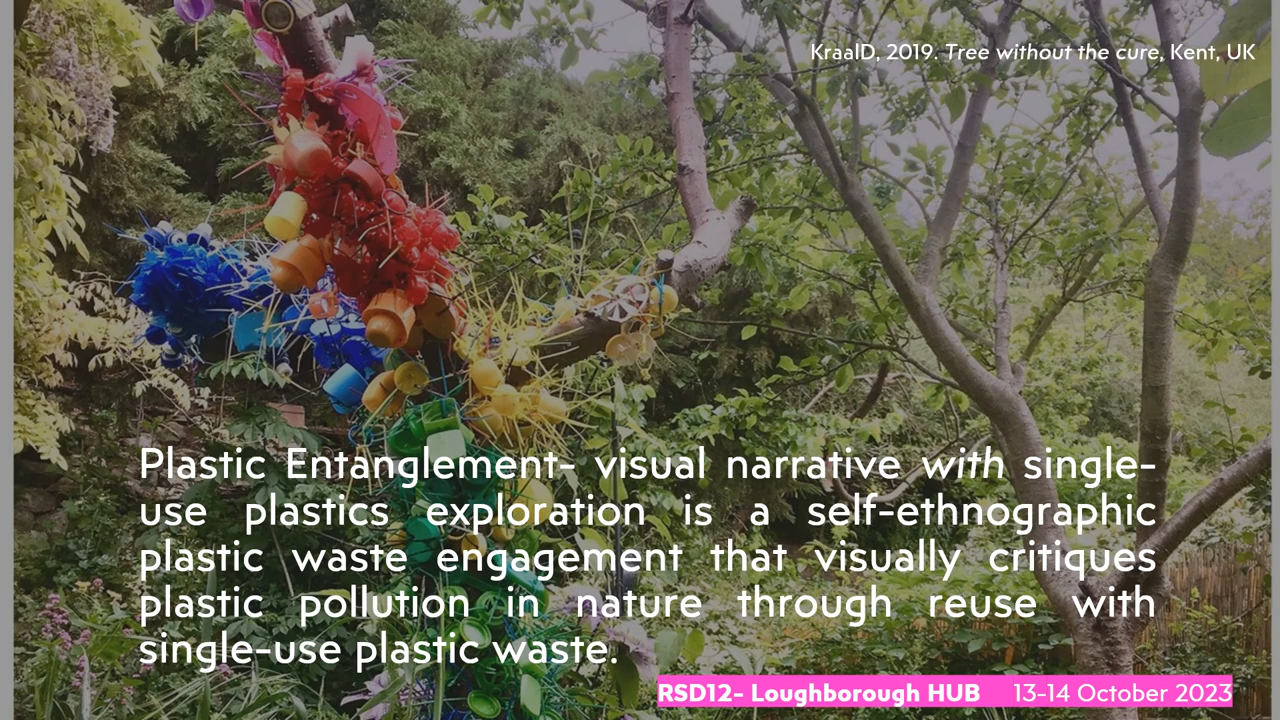 KraalD, 2019. Tree without the cure, Kent, UK
Plastic Entanglement- visual narrative with single-
use plastics exploration is a self-ethnographic
plastic waste engagement that visually critiques
plastic pollution in nature through reuse with
single-use plastic waste.
RSD12- Loughborough HUB 13-14 October 2023